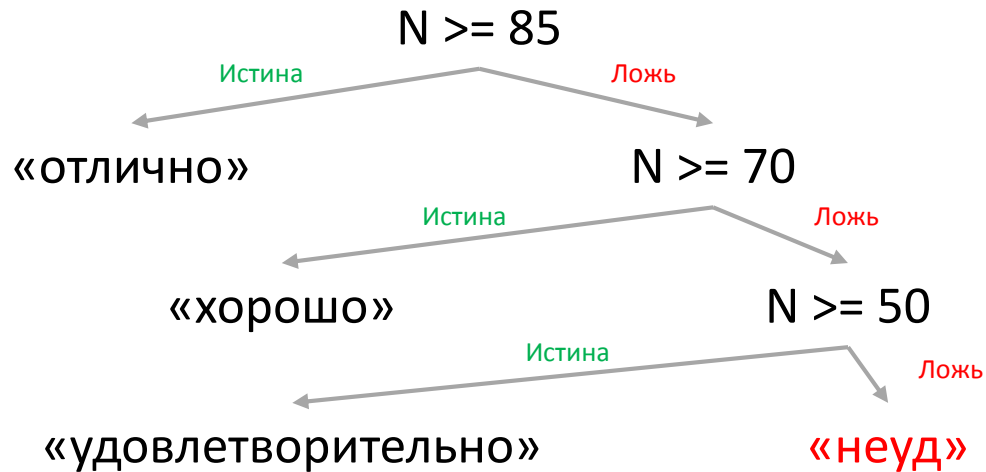 N >= 85
Истина
Ложь
«отлично»
N >= 70
Истина
Ложь
«хорошо»
N >= 50
Истина
Ложь
«удовлетворительно»
«неуд»